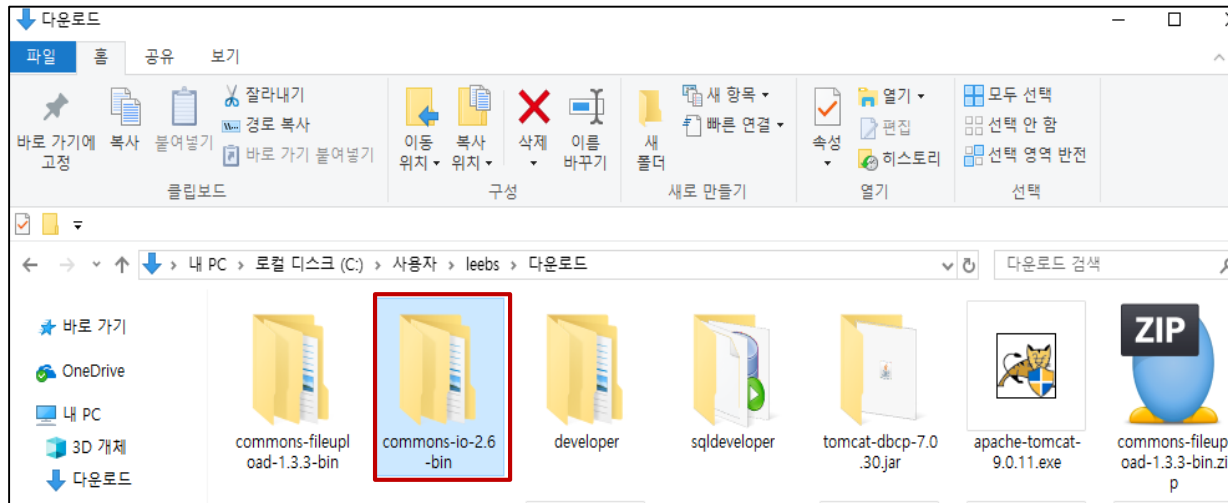 다운로드
파일 홈 공유 보기
바로 가기에
고정
복사
붙여넣기
잘라내기
경로 복사
바로 가기 붙여넣기
클립보드
이동
위치
복사
위치
삭제
이름
바꾸기
구성
새
폴더
새 항목
빠른 연결
새로 만들기
속성
열기
편집
히스토리
열기
모두 선택
선택 안 함
선택 영역 반전
선택
내 PC > 로컬 디스크 (C:) > 사용자 > leebs > 다운로드
다운로드 검색
바로 가기
OneDrive
내 PC
3D 개체
다운로드
commons-fileupl
oad-1.3.3-bin
commons-io-2.6
-bin
developer
sqldeveloper
tomcat-dbcp-7.0
.30.jar
apache-tomcat-
9.0.11.exe
ZIP
commons-fileup
oad-1.3.3-bin.zi
p